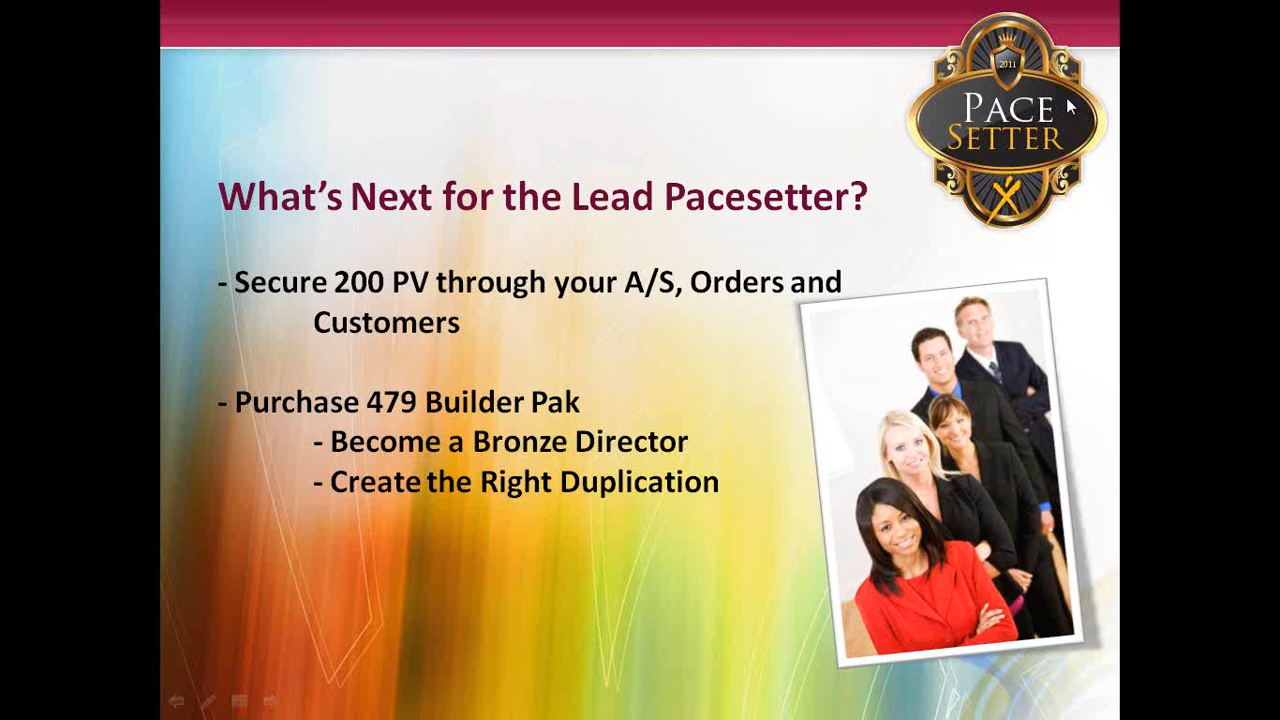 2011
PACE
SETTER
What's Next for the Lead Pacesetter?
- Secure 200 PV through your A/S, Orders and
Customers
- Purchase 479 Builder Pak
- Become a Bronze Director
- Create the Right Duplication